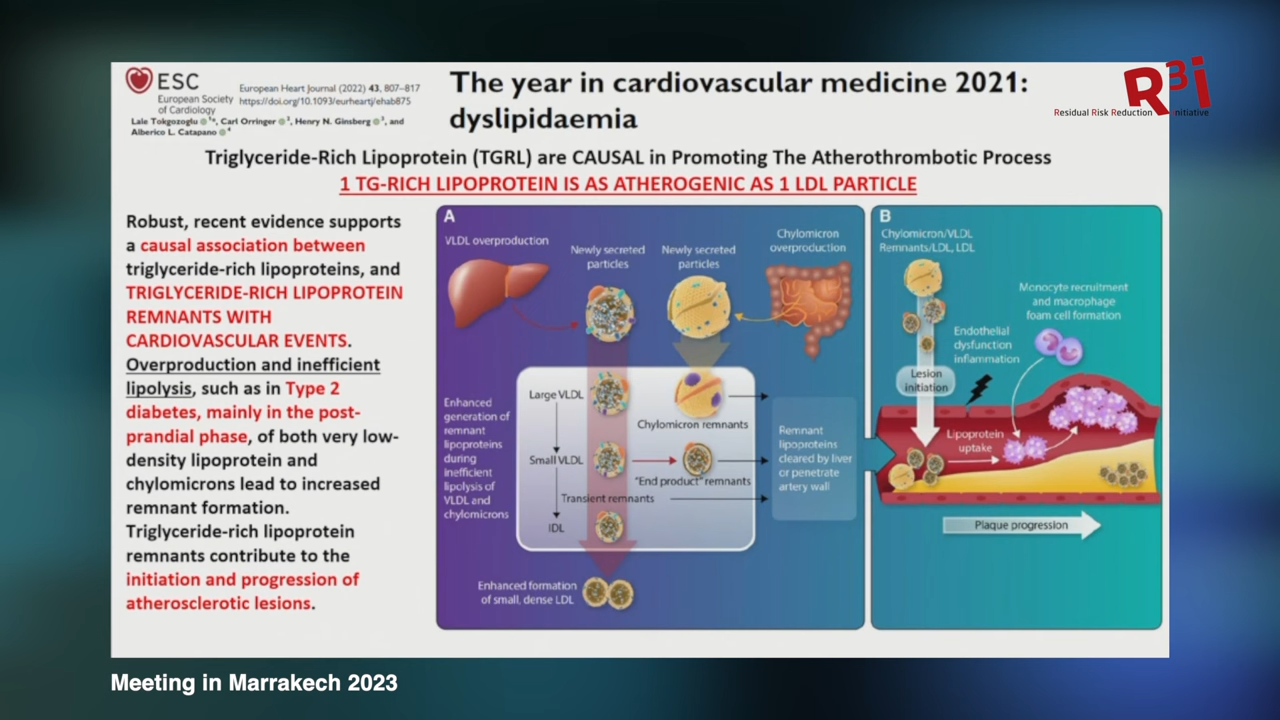 ESC
European Society
of Cardiology
European Heart Journal (2022) 43, 807–817
https://doi.org/10.1093/eurheartj/ehab875
Lale Tokgozoglu 1*, Carl Orringer 2, Henry N. Ginsberg 3, and
Alberico L. Catapano 4
The year in cardiovascular medicine 2021:
dyslipidaemia
R3i
Residual Risk Reduction Initiative
Triglyceride-Rich Lipoprotein (TGRL) are CAUSAL in Promoting The Atherothrombotic Process
1 TG-RICH LIPOPROTEIN IS AS ATHEROGENIC AS 1 LDL PARTICLE
Robust, recent evidence supports
a causal association between
triglyceride-rich lipoproteins, and
TRIGLYCERIDE-RICH LIPOPROTEIN
REMNANTS WITH
CARDIOVASCULAR EVENTS.
Overproduction and inefficient
lipolysis, such as in Type 2
diabetes, mainly in the post-
prandial phase, of both very low-
density lipoprotein and
chylomicrons lead to increased
remnant formation.
Triglyceride-rich lipoprotein
remnants contribute to the
initiation and progression of
atherosclerotic lesions.
A
VLDL overproduction
Newly secreted
particles
Newly secreted
particles
Chylomicron
overproduction
Enhanced
generation of
remnant
lipoproteins
during
inefficient
lipolysis of
VLDL and
chylomicrons
Large VLDL
Chylomicron remnants
Small VLDL
"End product" remnants
Transient remnants
IDL
Remnant
lipoproteins
cleared by liver
or penetrate
artery wall
Enhanced formation
of small, dense LDL
B
Chylomicron/VLDL
Remnants/LDL, LDL
Monocyte recruitment
and macrophage
foam cell formation
Endothelial
dysfunction
inflammation
Lesion
initiation
Lipoprotein
uptake
Plaque progression
Meeting in Marrakech 2023